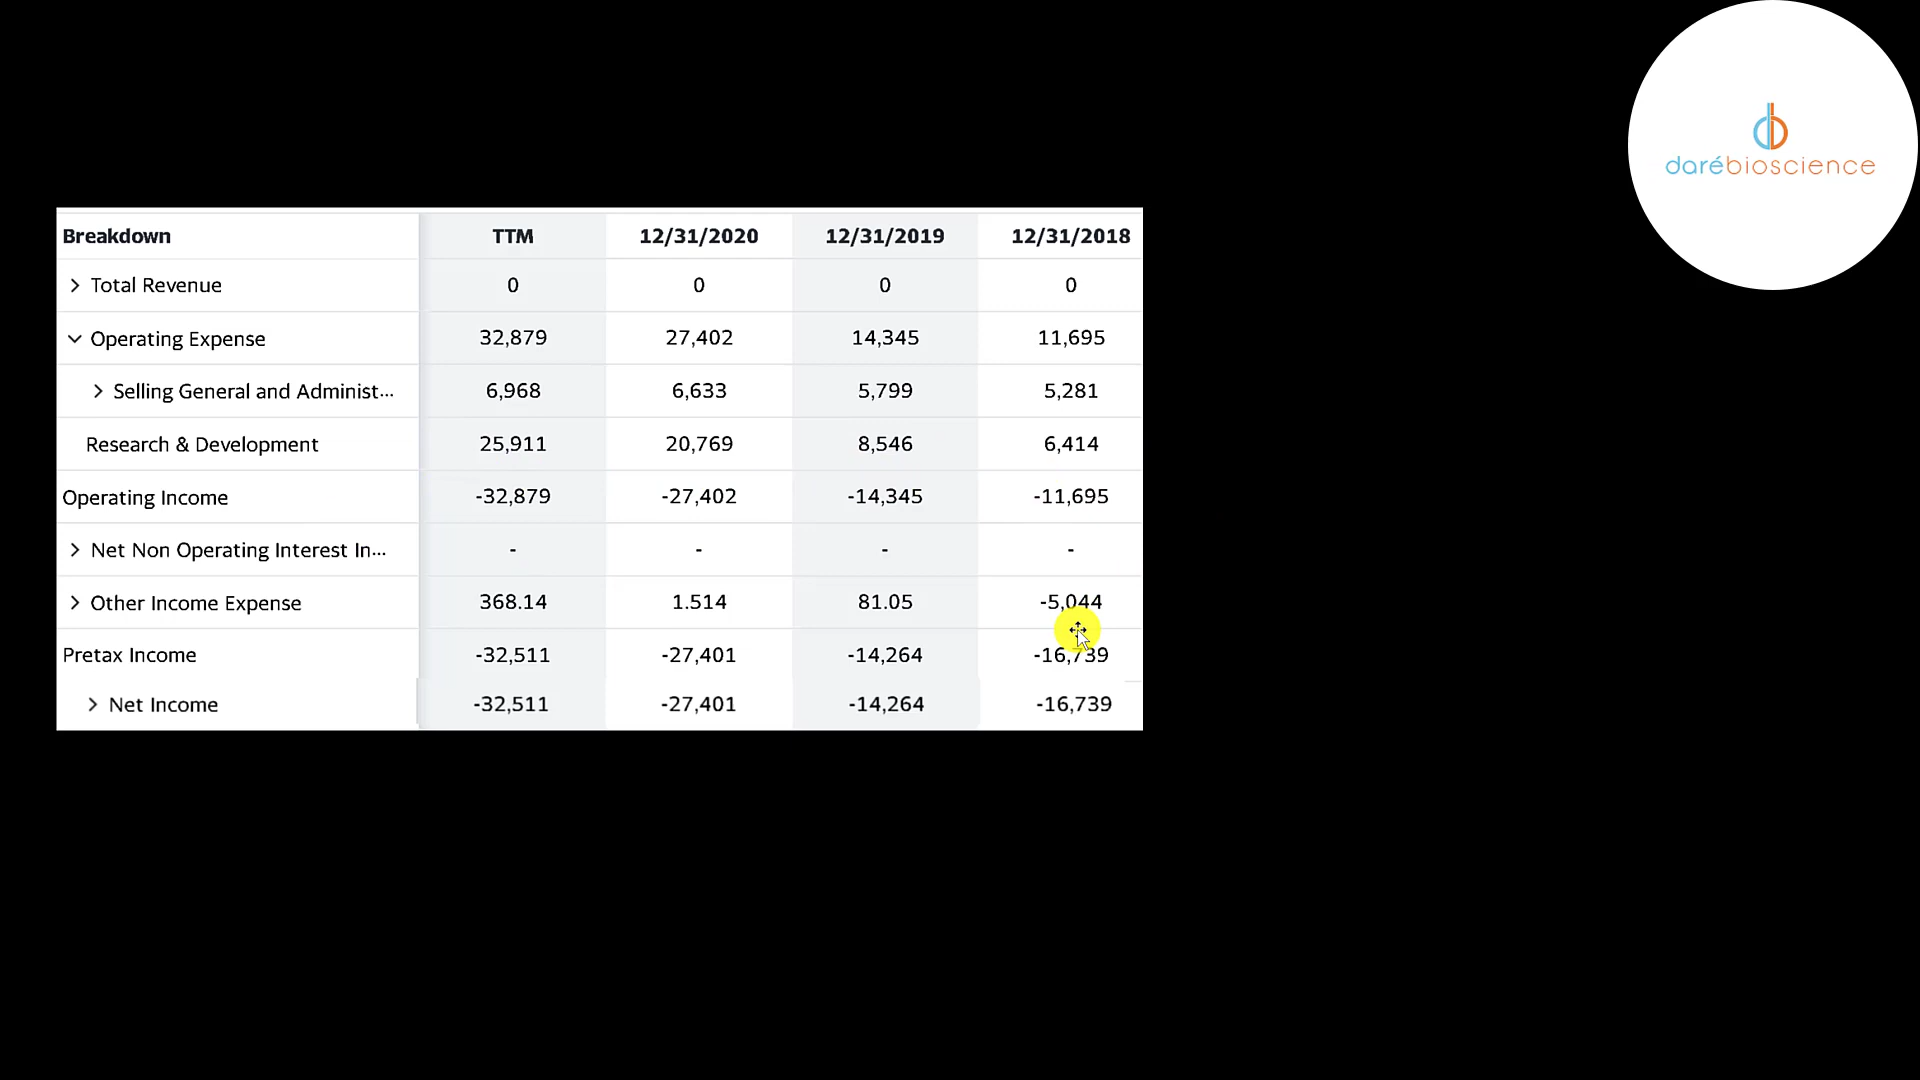 darébioscience
Breakdown TTM 12/31/2020 12/31/2019 12/31/2018
Total Revenue 0 0 0 0
Operating Expense 32,879 27,402 14,345 11,695
Selling General and Administ... 6,968 6,633 5,799 5,281
Research & Development 25,911 20,769 8,546 6,414
Operating Income -32,879 -27,402 -14,345 -11,695
Net Non Operating Interest In... - - - -
Other Income Expense 368.14 1.514 81.05 -5,044
Pretax Income -32,511 -27,401 -14,264 -16,739
Net Income -32,511 -27,401 -14,264 -16,739